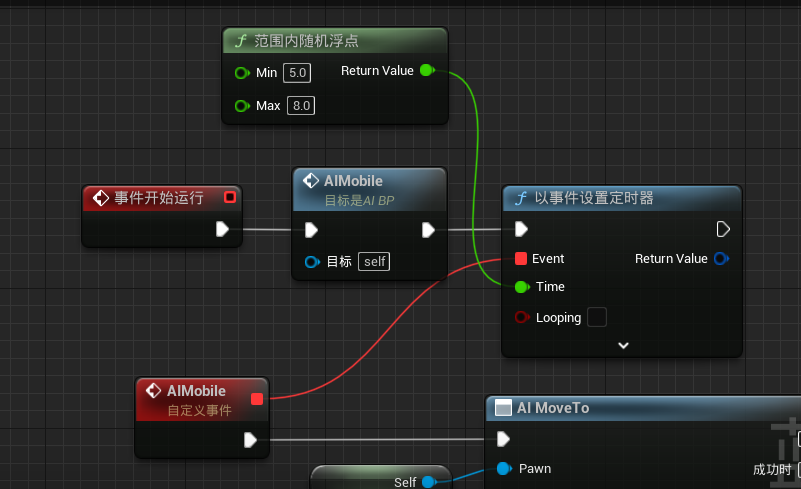 f 范围内随机浮点
Min 5.0 Return Value
Max 8.0
事件开始运行
AIMobile
目标是AI BP
目标 self
f 以事件设置定时器
Event Return Value
Time
Looping
AIMobile
自定义事件
AI MoveTo
Pawn 成功时
Self